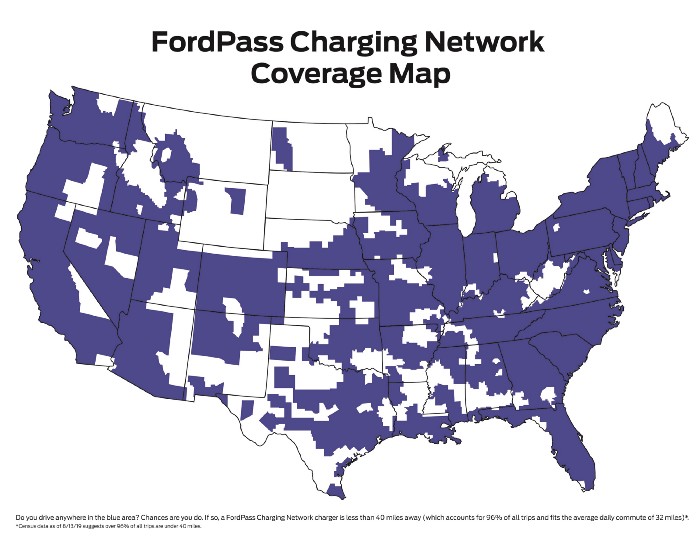 FordPass Charging Network
Coverage Map
Do you drive anywhere in the blue area? Chances are you do. If so, a FordPass Charging Network charger is less than 40 miles away (which accounts for 96% of all trips and fits the average daily commute of 32 miles)*.
*Census data as of 6/13/19 suggests over 96% of all trips are under 40 miles.